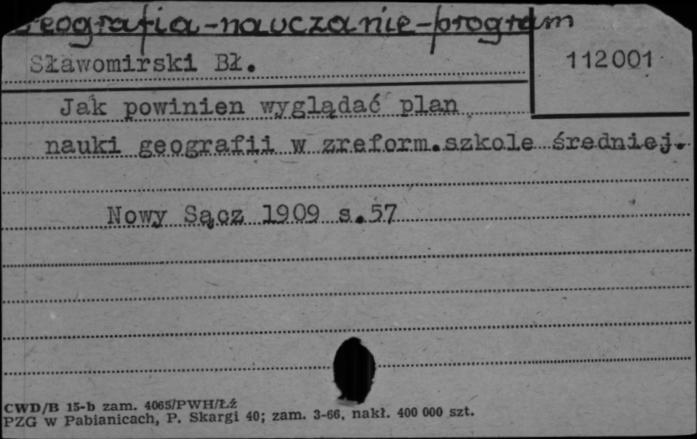 Geografia-nauczanie-program
Sławomirski Bł.
112001
Jak powinien wyglądać plan
nauki geografii w zreform.szkole średniej.
Nowy Sącz 1909 s.57
CWD/B 15-b zam. 4065/PWH/Łź
PZG w Pabianicach, P. Skargi 40; zam. 3-66, nakł. 400 000 szt.